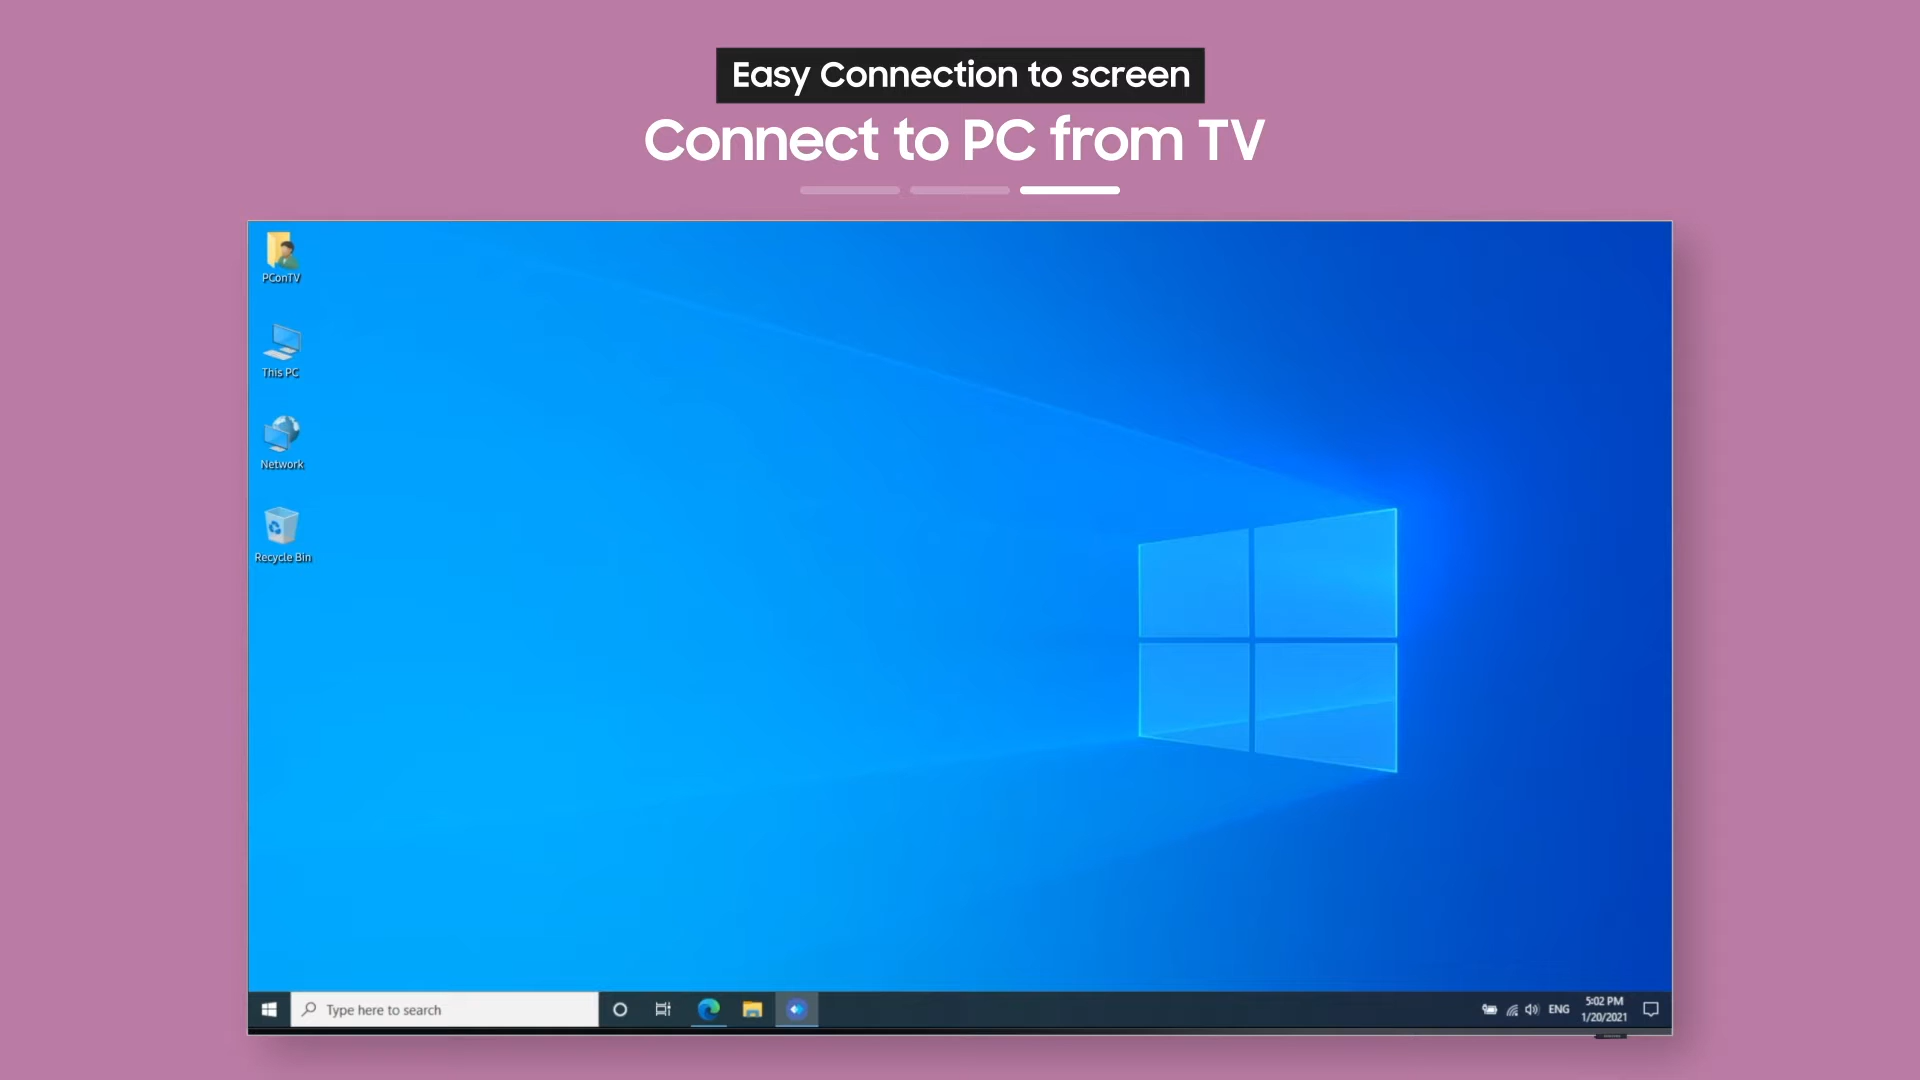 Easy Connection to screen
Connect to PC from TV
PConTV
This PC
Network
Recycle Bin
Type here to search
ENG
5:02 PM
1/20/2021